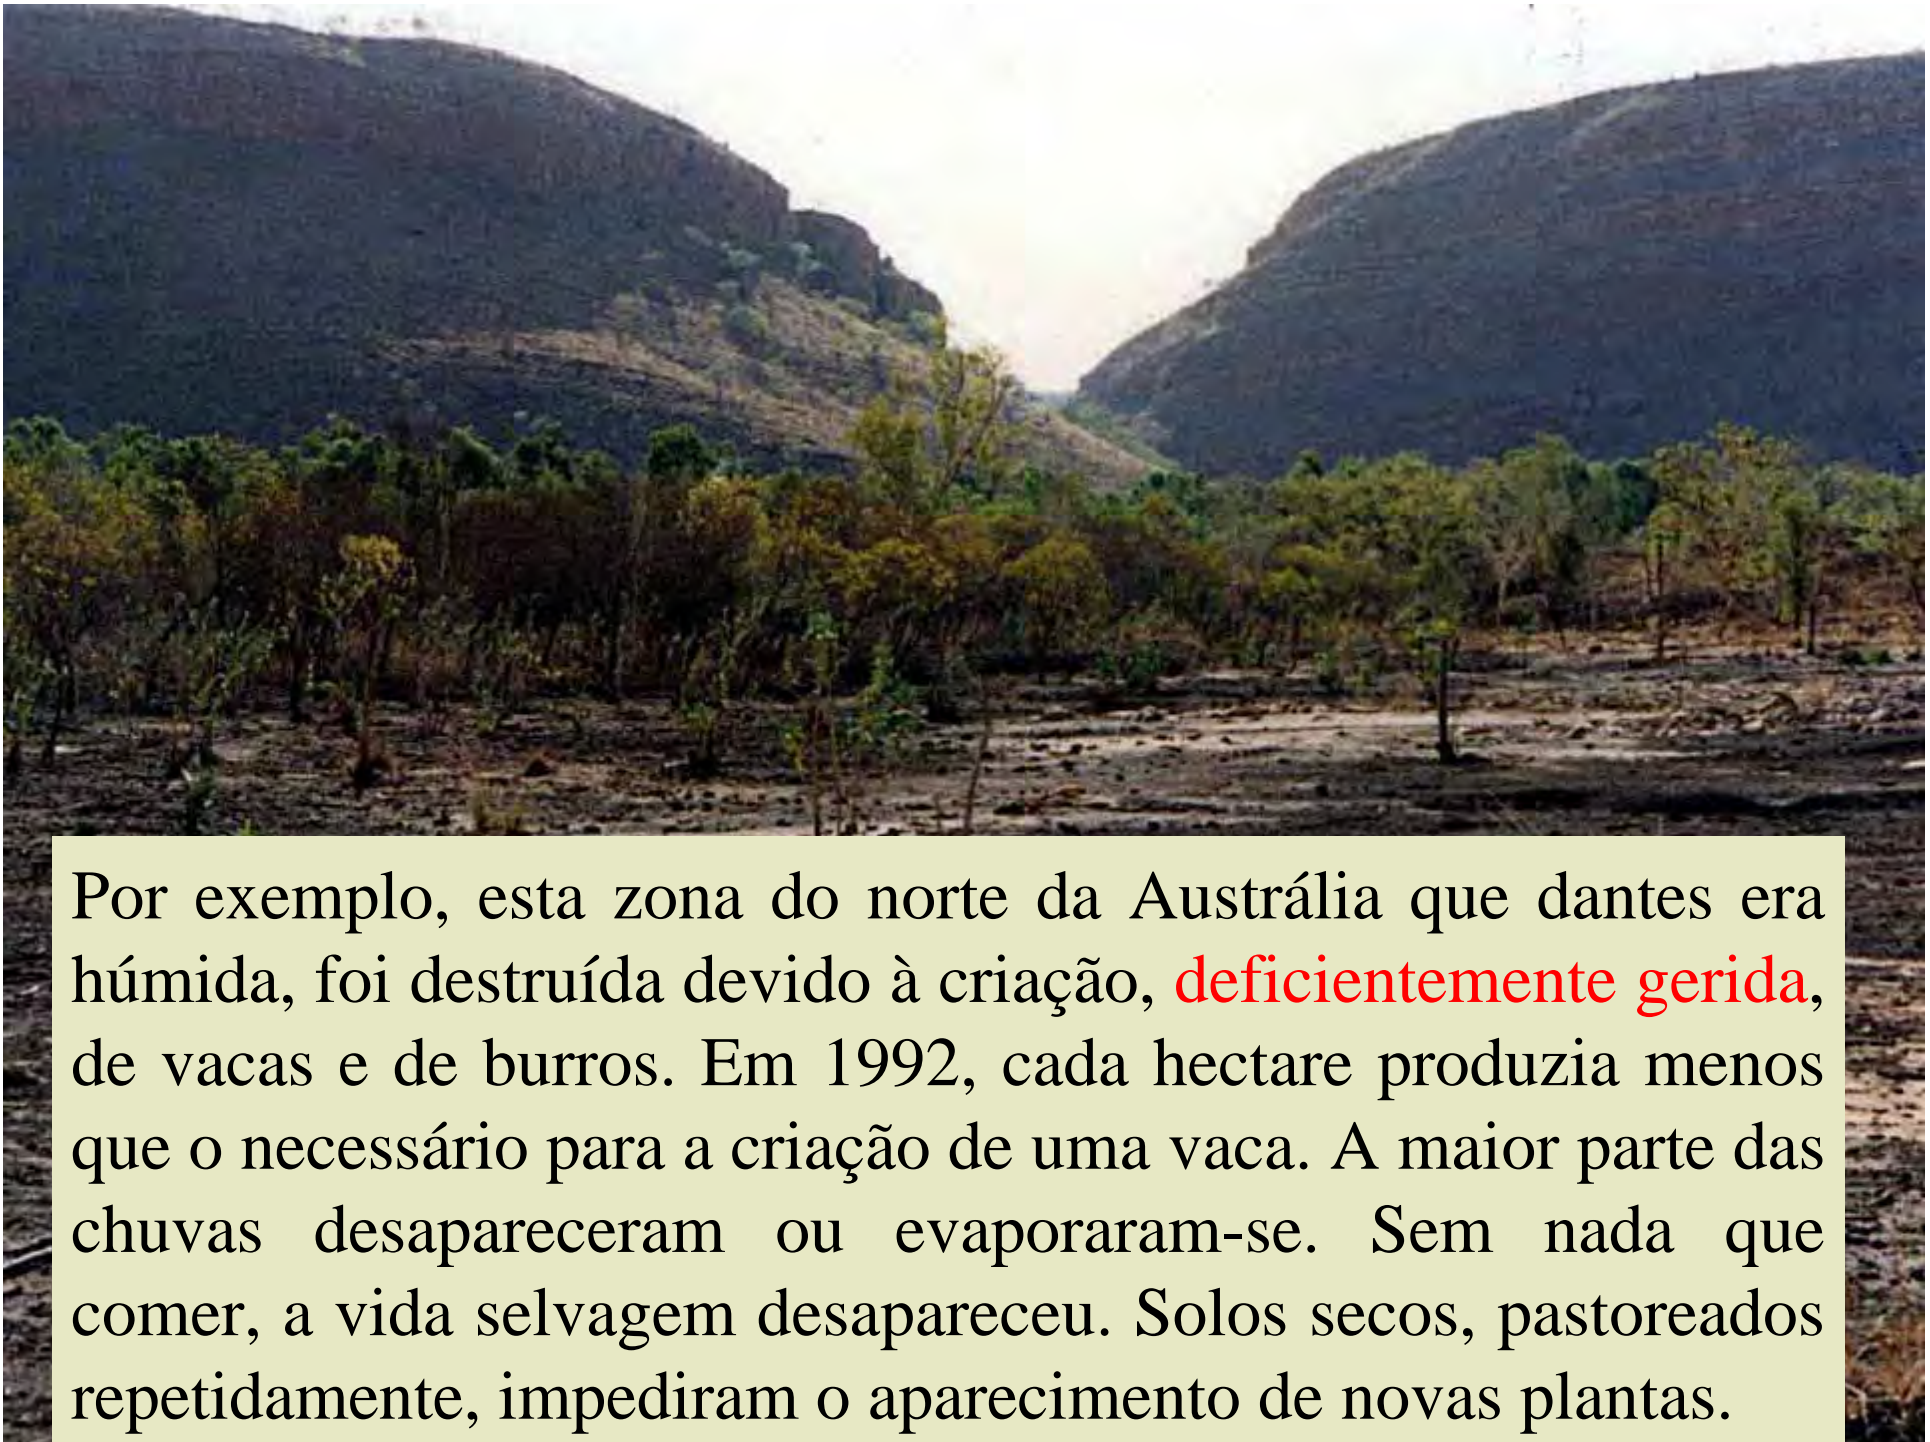 Por exemplo, esta zona do norte da Austrália que dantes era
húmida, foi destruída devido à criação, deficientemente gerida,
de vacas e de burros. Em 1992, cada hectare produzia menos
que o necessário para a criação de uma vaca. A maior parte das
chuvas desapareceram ou evaporaram-se. Sem nada que
comer, a vida selvagem desapareceu. Solos secos, pastoreados
repetidamente, impediram o aparecimento de novas plantas.